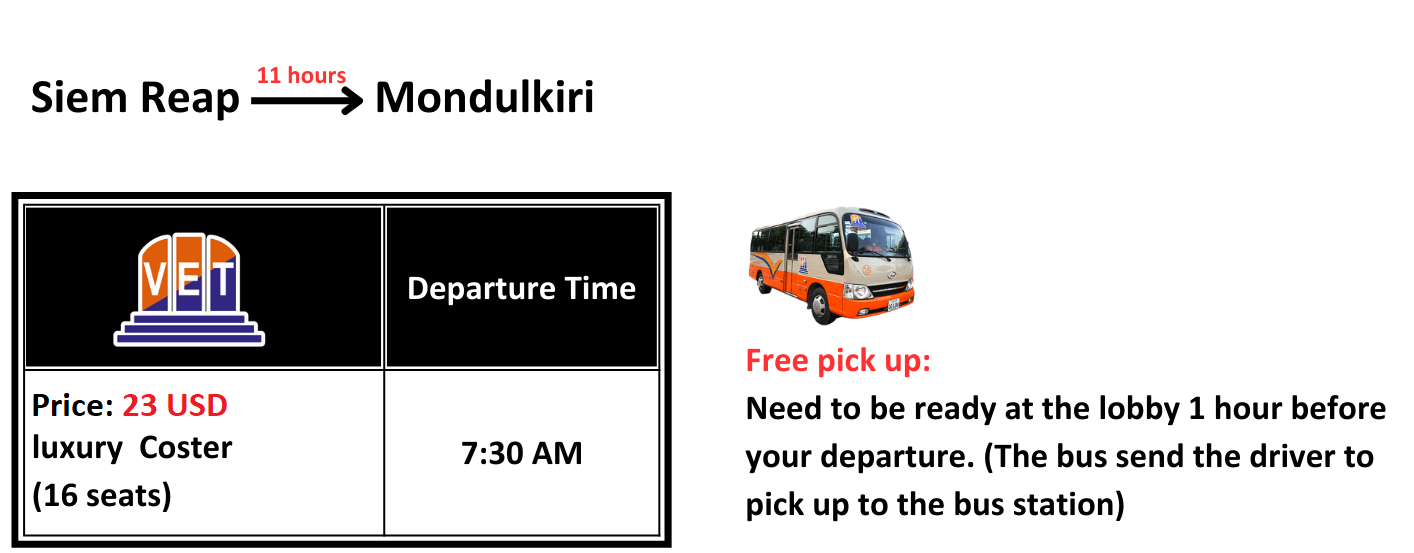 11 hours
Siem Reap Mondulkiri
VET
Departure Time
Price: 23 USD
luxury Coster
(16 seats)
7:30 AM
Free pick up:
Need to be ready at the lobby 1 hour before
your departure. (The bus send the driver to
pick up to the bus station)